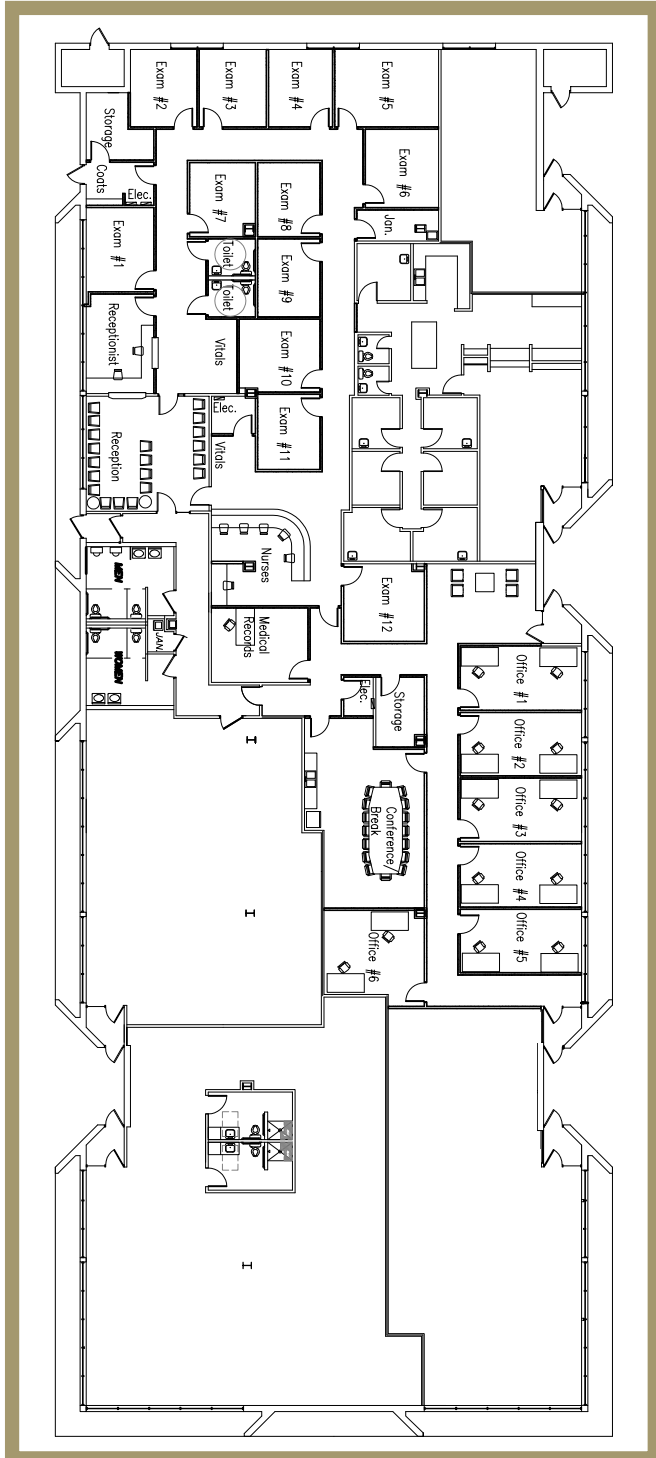 Exam
#2
Exam
#3
Exam
#4
Exam
#5
Storage
Coats
Elec.
Exam
#6
Exam
#7
Exam
#8
Jan.
Exam
#1
Toilet
Toilet
Exam
#9
Receptionist
Vitals
Exam
#10
Elec.
Exam
#11
Reception
Vitals
Nurses
MEN
Exam
#12
JAN.
WOMEN
Medical
Records
Office #1
Elec.
Storage
Office #2
Office #3
Conference/
Break
Office #4
Office #5
Office #6